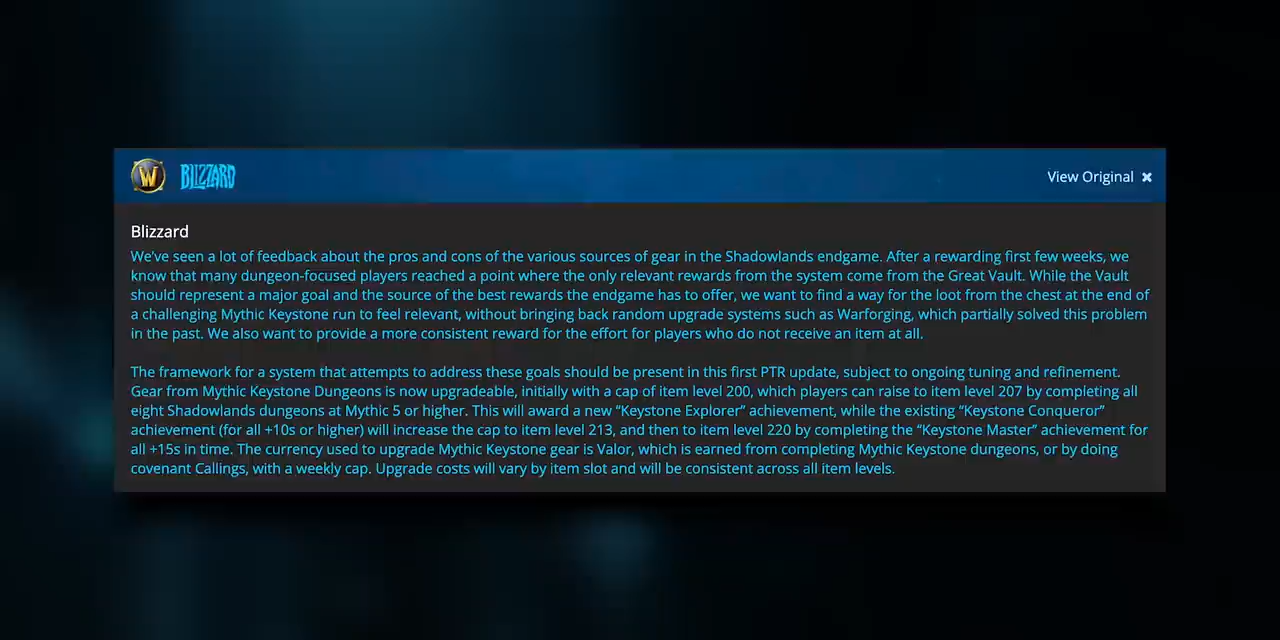 W BLIZZARD
View Original ×
Blizzard
We've seen a lot of feedback about the pros and cons of the various sources of gear in the Shadowlands endgame. After a rewarding first few weeks, we
know that many dungeon-focused players reached a point where the only relevant rewards from the system come from the Great Vault. While the Vault
should represent a major goal and the source of the best rewards the endgame has to offer, we want to find a way for the loot from the chest at the end of
a challenging Mythic Keystone run to feel relevant, without bringing back random upgrade systems such as Warforging, which partially solved this problem
in the past. We also want to provide a more consistent reward for the effort for players who do not receive an item at all.
The framework for a system that attempts to address these goals should be present in this first PTR update, subject to ongoing tuning and refinement.
Gear from Mythic Keystone Dungeons is now upgradeable, initially with a cap of item level 200, which players can raise to item level 207 by completing all
eight Shadowlands dungeons at Mythic 5 or higher. This will award a new “Keystone Explorer” achievement, while the existing “Keystone Conqueror”
achievement (for all +10s or higher) will increase the cap to item level 213, and then to item level 220 by completing the “Keystone Master” achievement for
all +15s in time. The currency used to upgrade Mythic Keystone gear is Valor, which is earned from completing Mythic Keystone dungeons, or by doing
covenant Callings, with a weekly cap. Upgrade costs will vary by item slot and will be consistent across all item levels.